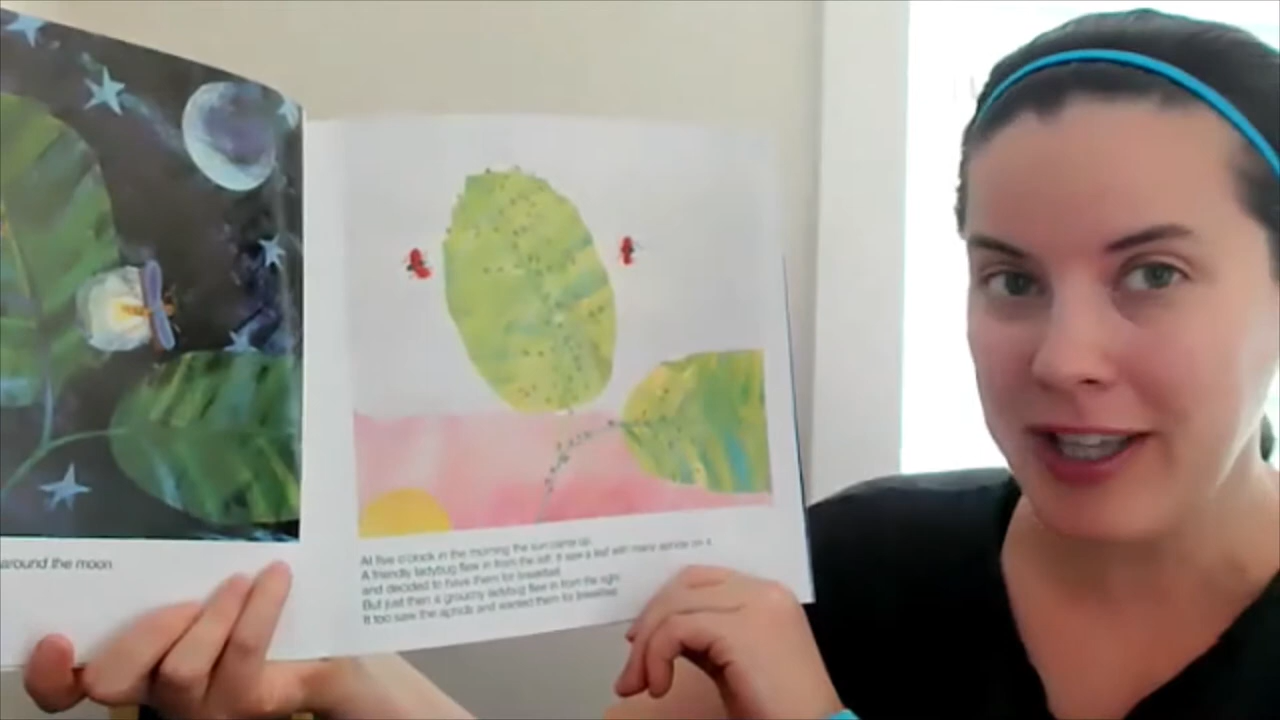 around the moon.
At five o'clock in the morning the sun came up.
A friendly ladybug flew in from the left. It saw a leaf with many aphids on it,
and decided to have them for breakfast.
But just then a grouchy ladybug flew in from the right.
It too saw the aphids and wanted them for breakfast.